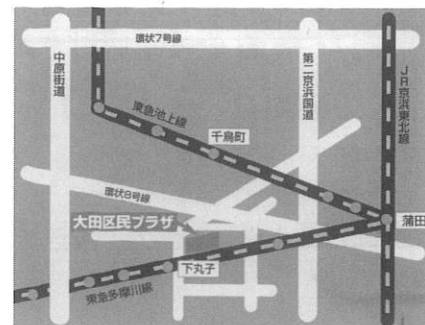 環状7号線
中原街道
第二京浜国道
JR京浜東北線
東急池上線
千鳥町
環状8号線
大田区民プラザ
蒲田
下丸子
東急多摩川線